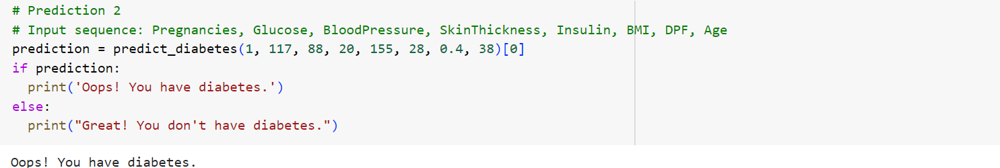 # Prediction 2
# Input sequence: Pregnancies, Glucose, BloodPressure, SkinThickness, Insulin, BMI, DPF, Age
prediction = predict_diabetes(1, 117, 88, 20, 155, 28, 0.4, 38)[0]
if prediction:
  print('Oops! You have diabetes.')
else:
  print("Great! You don't have diabetes.")
Oops! You have diabetes.